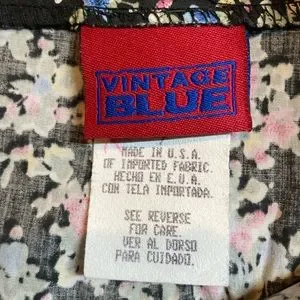 VINTAGE
BLUE
MADE IN U.S.A.
OF IMPORTED FABRIC
HECHO EN E.U.A.
CON TELA IMPORTADA.
SEE REVERSE
FOR CARE.
VER AL DORSO
PARA CUIDADO.